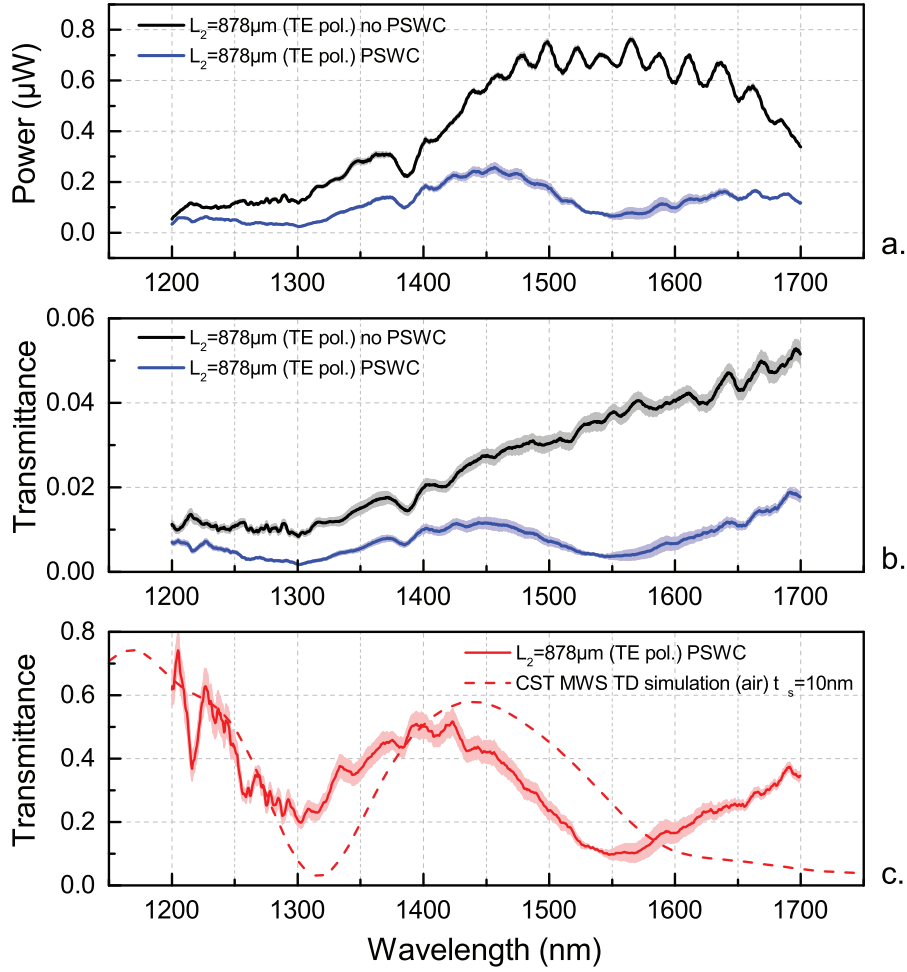 L₂=878μm (TE pol.) no PSWC
L₂=878μm (TE pol.) PSWC
Power (μW)
0.8
0.6
0.4
0.2
0.0
1200 1300 1400 1500 1600 1700
a.
L₂=878μm (TE pol.) no PSWC
L₂=878μm (TE pol.) PSWC
Transmittance
0.06
0.04
0.02
0.00
1200 1300 1400 1500 1600 1700
b.
L₂=878μm (TE pol.) PSWC
CST MWS TD simulation (air) t ₛ=10nm
Transmittance
0.8
0.6
0.4
0.2
0.0
1200 1300 1400 1500 1600 1700
c.
Wavelength (nm)